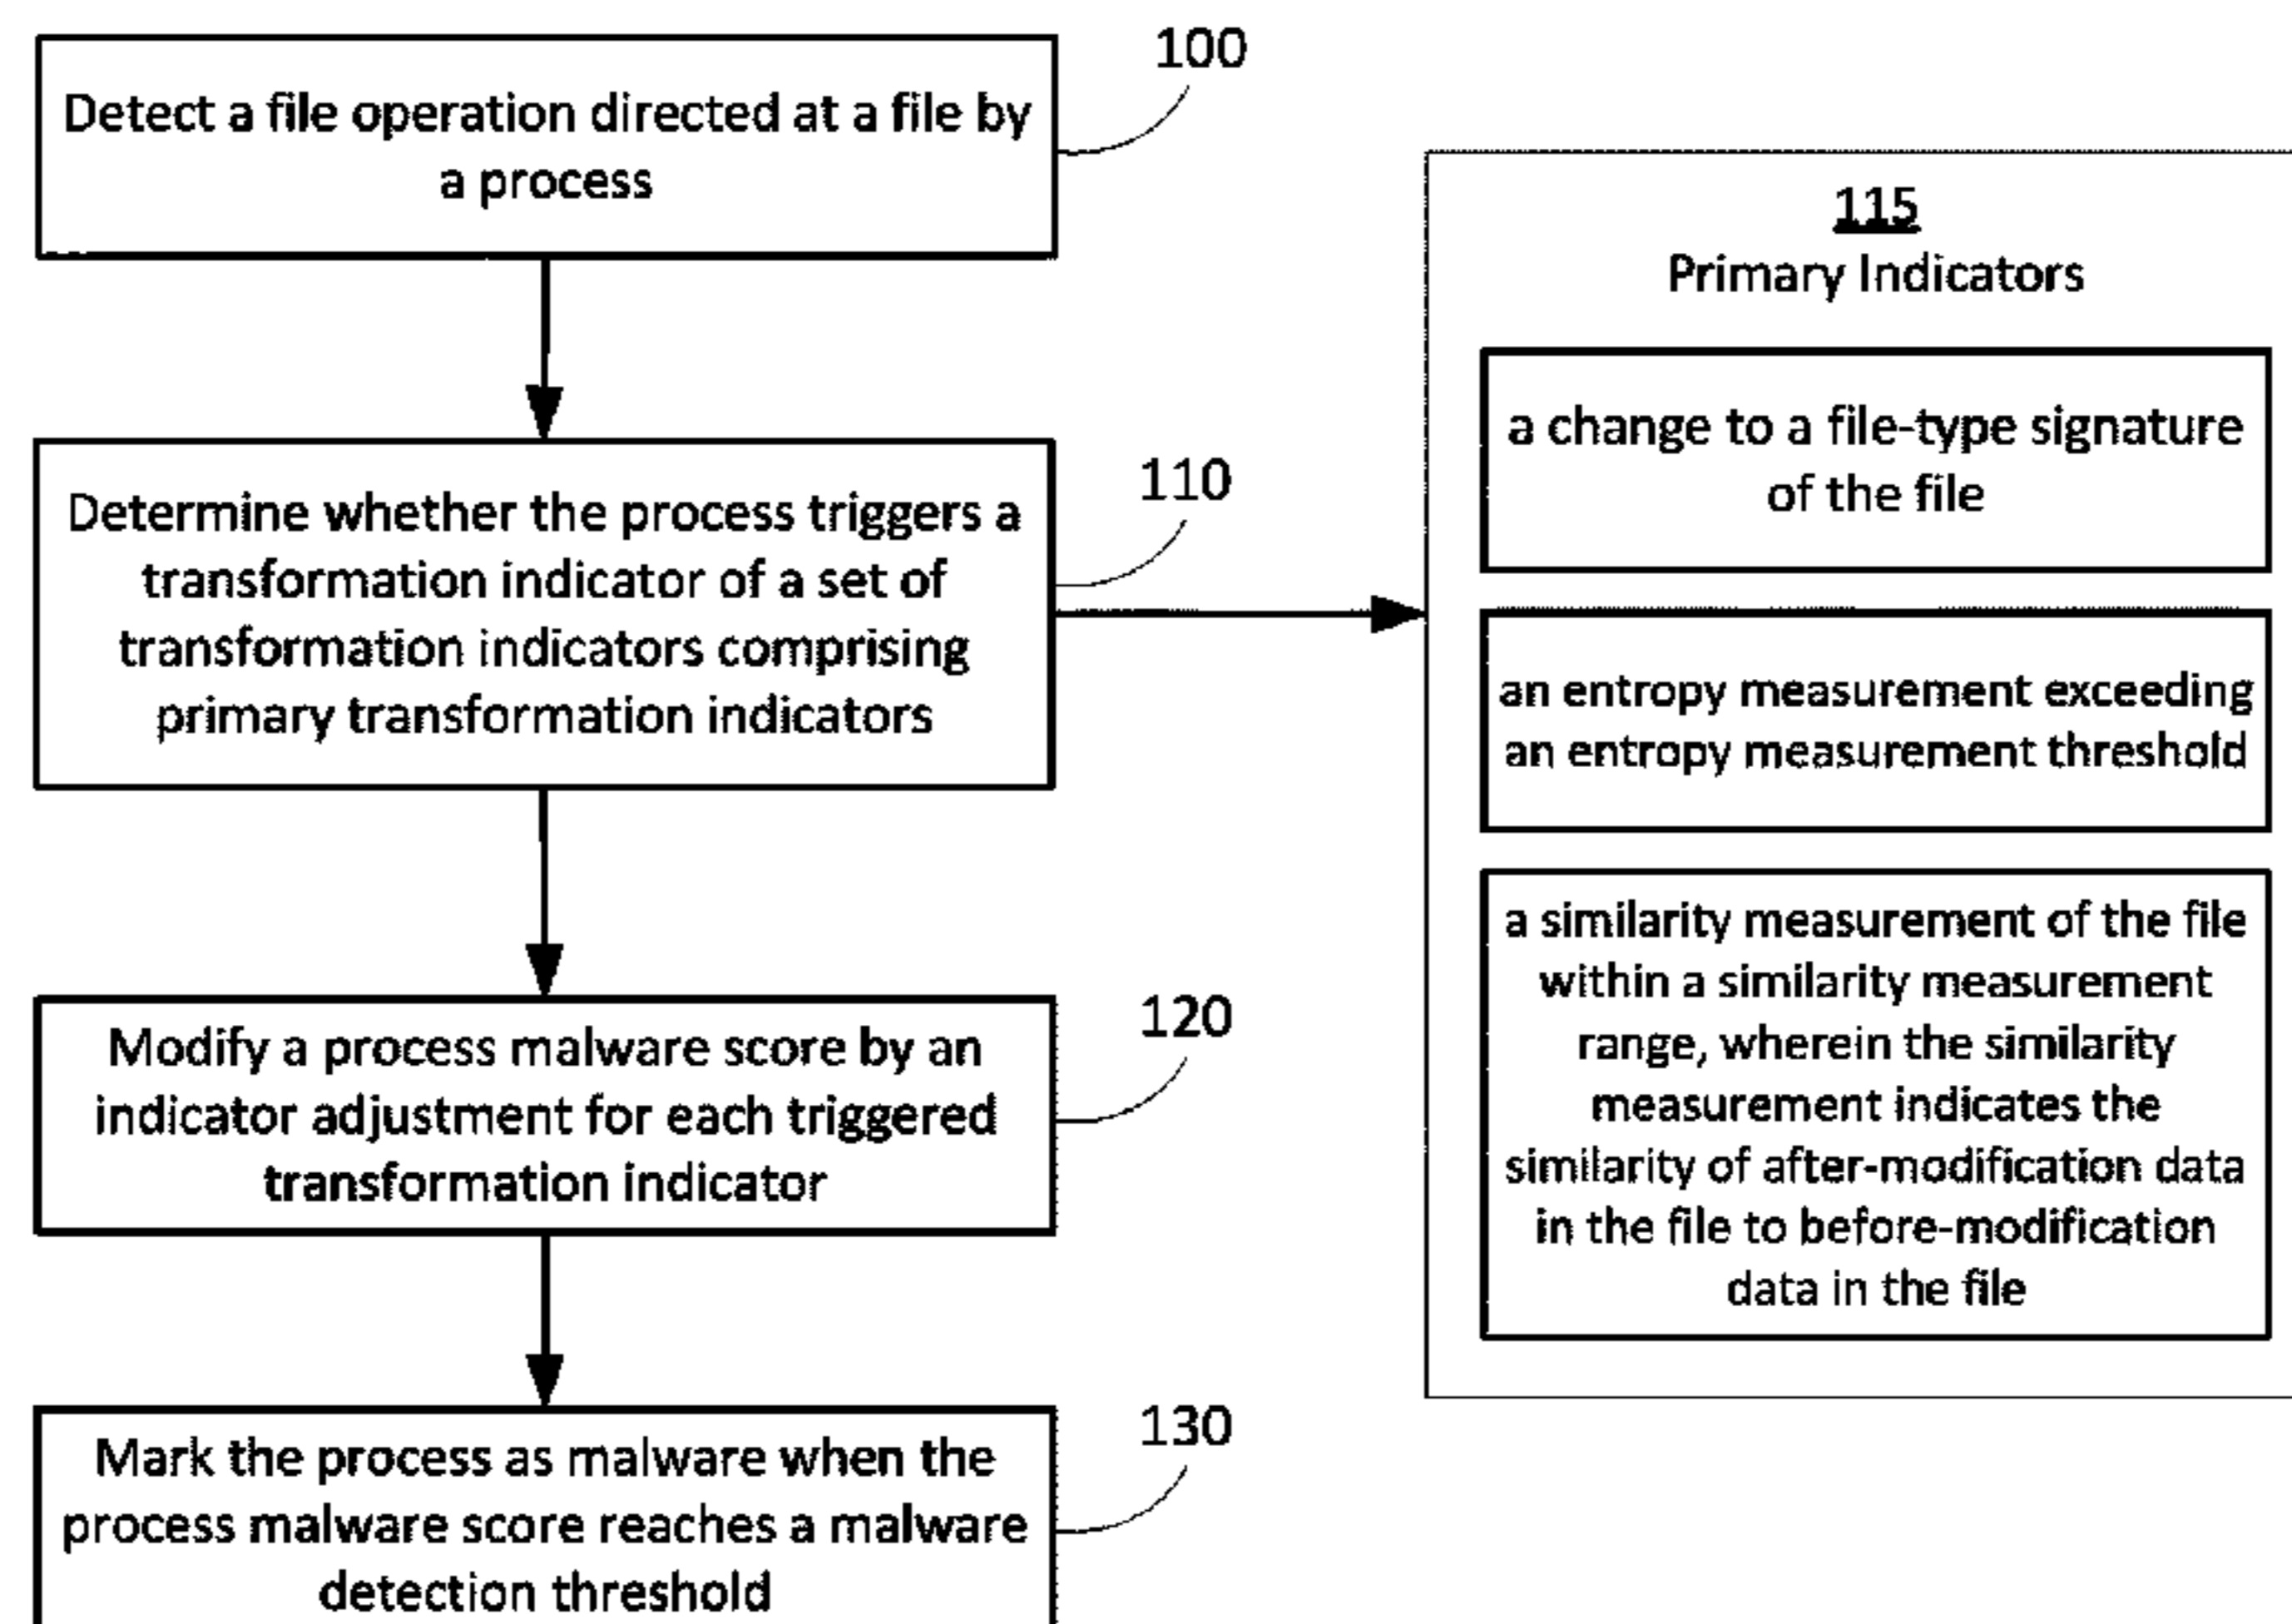 100
Detect a file operation directed at a file by
a process
110
Determine whether the process triggers a
transformation indicator of a set of
transformation indicators comprising
primary transformation indicators
115
Primary Indicators
a change to a file-type signature
of the file
an entropy measurement exceeding
an entropy measurement threshold
a similarity measurement of the file
within a similarity measurement
range, wherein the similarity
measurement indicates the
similarity of after-modification data
in the file to before-modification
data in the file
120
Modify a process malware score by an
indicator adjustment for each triggered
transformation indicator
130
Mark the process as malware when the
process malware score reaches a malware
detection threshold